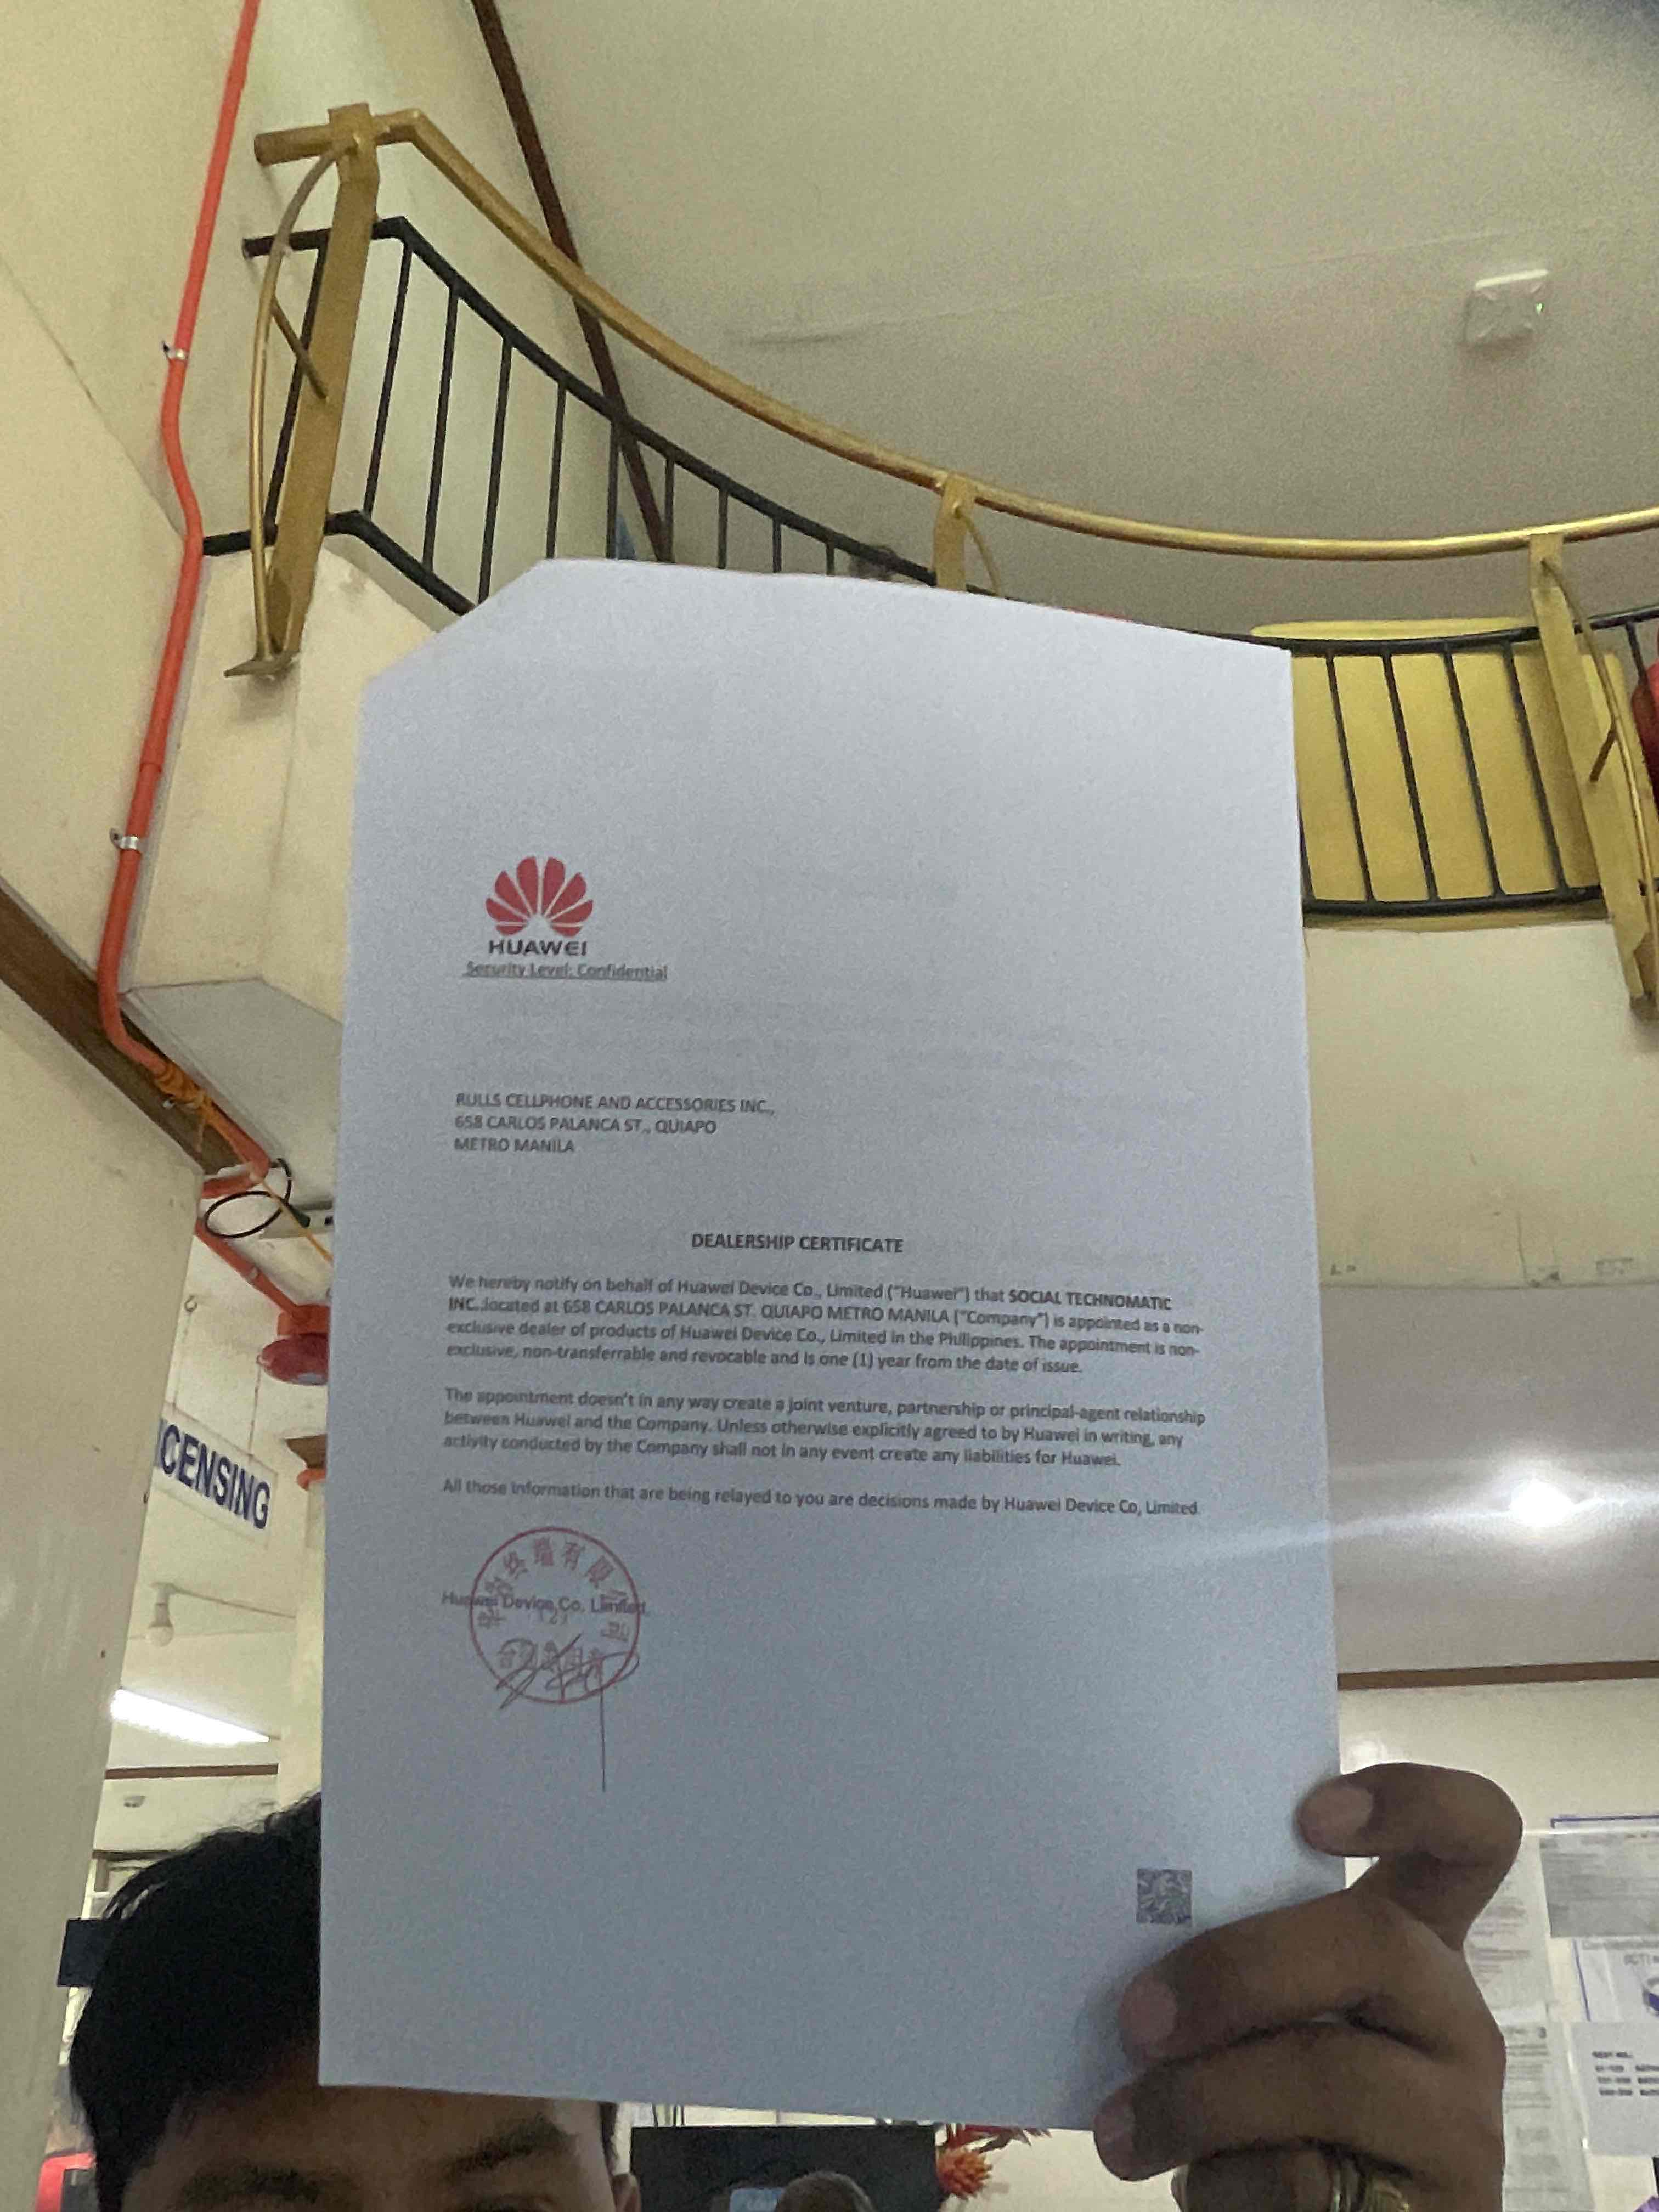 HUAWEI
Security Level: Confidential
RULLS CELLPHONE AND ACCESSORIES INC.,
658 CARLOS PALANCA ST., QUIAPO
METRO MANILA
DEALERSHIP CERTIFICATE
We hereby notify on behalf of Huawei Device Co., Limited ("Huawei") that SOCIAL TECHNOMATIC
INC. located at 658 CARLOS PALANCA ST. QUIAPO METRO MANILA ("Company") is appointed as a non-
exclusive dealer of products of Huawei Device Co., Limited in the Philippines. The appointment is non-
exclusive, non-transferrable and revocable and is one (1) year from the date of issue.
The appointment doesn't in any way create a joint venture, partnership or principal-agent relationship
between Huawei and the Company. Unless otherwise explicitly agreed to by Huawei in writing, any
activity conducted by the Company shall not in any event create any liabilities for Huawei.
All those information that are being relayed to you are decisions made by Huawei Device Co, Limited.
终端有限
Huawei Device Co. Limited
(2)
ICENSING